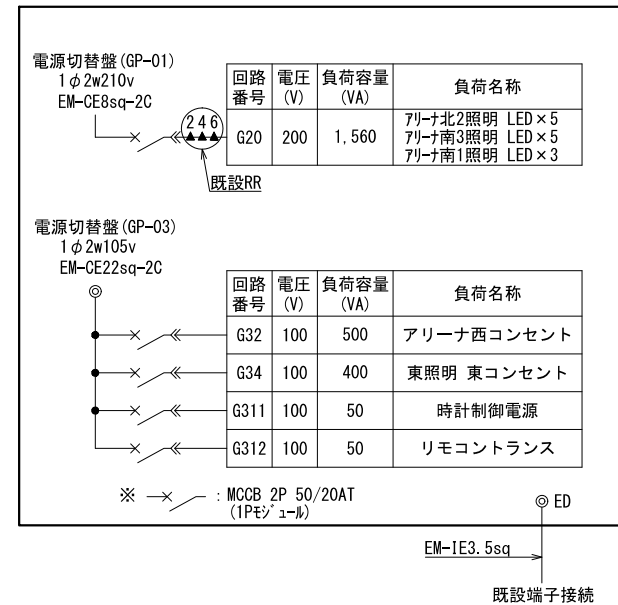 電源切替盤(GP-01)
1φ2w210v
EM-CE8sq-2C
246
既設RR
回路番号 電圧(V) 負荷容量(VA) 負荷名称
G20 200 1,560 ｱﾘｰﾅ北2照明 LED×5
ｱﾘｰﾅ南3照明 LED×5
ｱﾘｰﾅ南1照明 LED×3
電源切替盤(GP-03)
1φ2w105v
EM-CE22sq-2C
回路番号 電圧(V) 負荷容量(VA) 負荷名称
G32 100 500 アリーナ西コンセント
G34 100 400 東照明 東コンセント
G311 100 50 時計制御電源
G312 100 50 リモコントランス
※ : MCCB 2P 50/20AT
(1Pﾓｼﾞｭｰﾙ)
ED
EM-IE3.5sq
既設端子接続